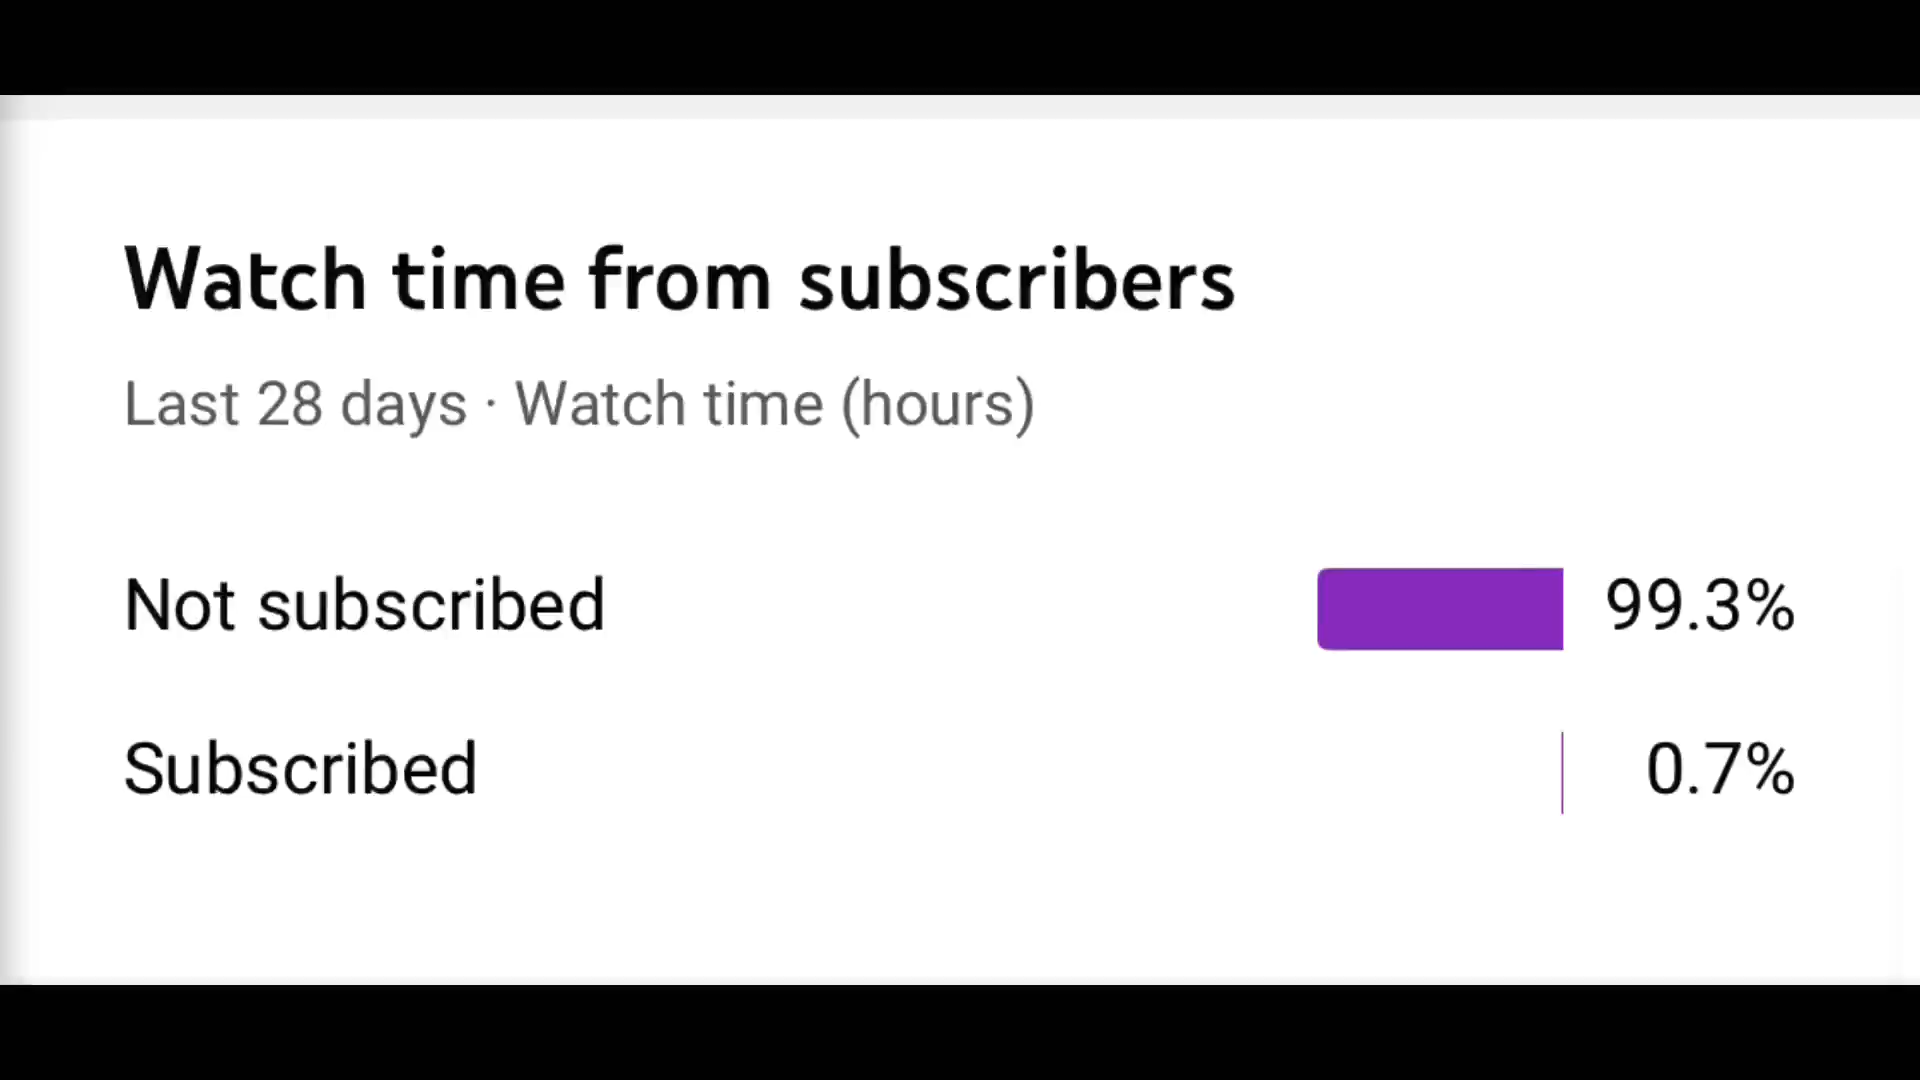 Watch time from subscribers
Last 28 days · Watch time (hours)
Not subscribed 99.3%
Subscribed 0.7%